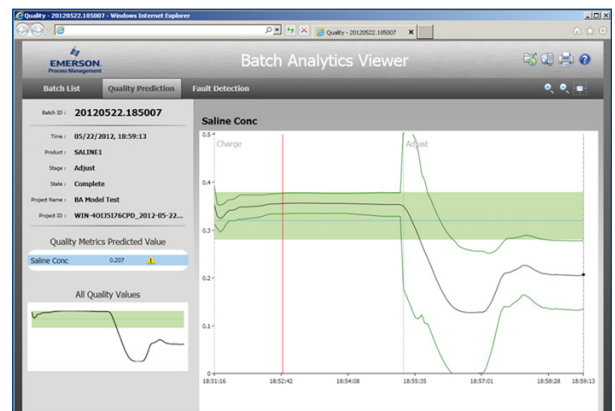 Quality - 20120522.185007 - Windows Internet Explorer
Quality - 20120522.185007
EMERSON.
Process Management
Batch Analytics Viewer
Batch List
Quality Prediction
Fault Detection
Batch ID : 20120522.185007
Time : 05/22/2012, 18:59:13
Product : SALINE1
Stage : Adjust
State : Complete
Project Name : BA Model Test
Project ID : WIN-40IJ5I76CPD_2012-05-22...
Quality Metrics Predicted Value
Saline Conc 0.207
All Quality Values
Saline Conc
Charge
Adjust
0.5
0.4
0.3
0.2
0.1
0
18:51:16 18:52:42 18:54:08 18:55:35 18:57:01 18:58:28 18:59:13